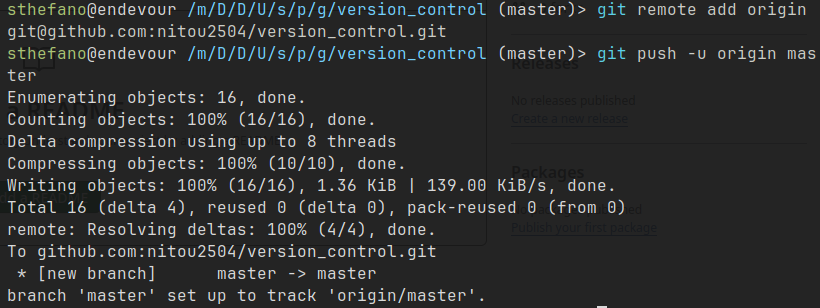 sthefano@endevour /m/D/D/U/s/p/g/version_control (master)> git remote add origin
git@github.com:nitou2504/version_control.git
sthefano@endevour /m/D/D/U/s/p/g/version_control (master)> git push -u origin mas
ter
Enumerating objects: 16, done.
Counting objects: 100% (16/16), done.
Delta compression using up to 8 threads
Compressing objects: 100% (10/10), done.
Writing objects: 100% (16/16), 1.36 KiB | 139.00 KiB/s, done.
Total 16 (delta 4), reused 0 (delta 0), pack-reused 0 (from 0)
remote: Resolving deltas: 100% (4/4), done.
To github.com:nitou2504/version_control.git
 * [new branch]      master -> master
branch 'master' set up to track 'origin/master'.
README
Releases
No releases published
Create a new release
Packages
Publish your first package